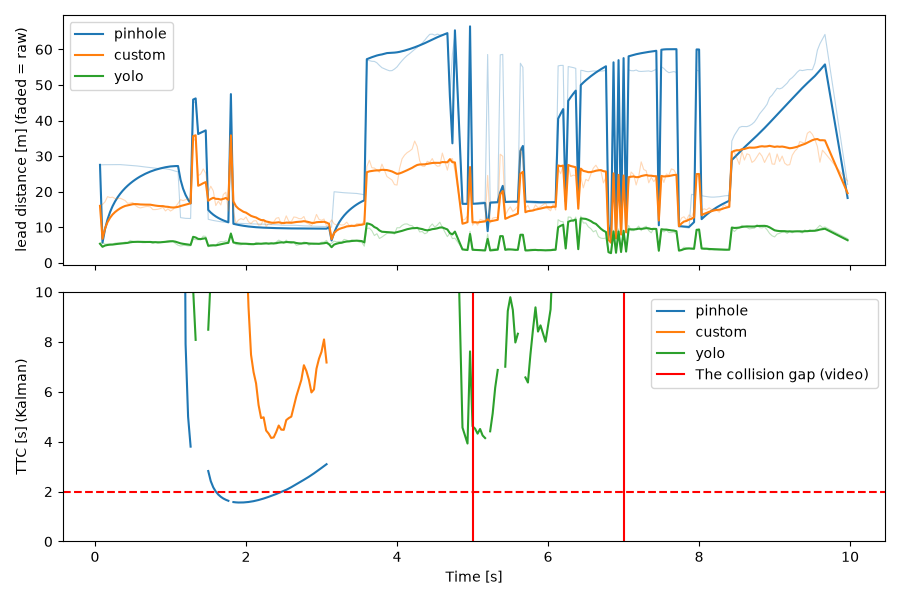 lead distance [m] (faded = raw)
60
50
40
30
20
10
0
pinhole
custom
yolo
TTC [s] (Kalman)
10
8
6
4
2
0
pinhole
custom
yolo
The collision gap (video)
0
2
4
6
8
10
Time [s]